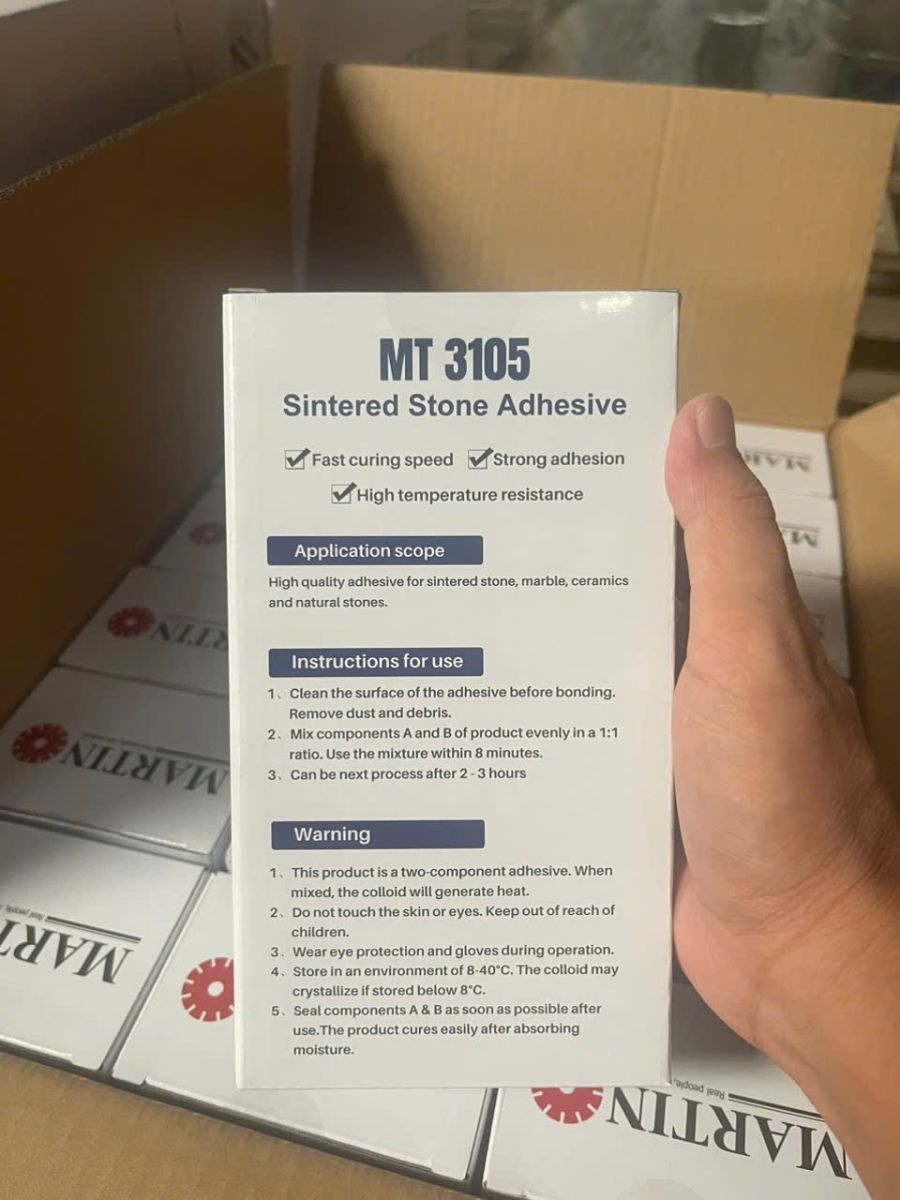 MT 3105
Sintered Stone Adhesive
Fast curing speed Strong adhesion
High temperature resistance
Application scope
High quality adhesive for sintered stone, marble, ceramics
and natural stones.
Instructions for use
1、Clean the surface of the adhesive before bonding.
Remove dust and debris.
2、Mix components A and B of product evenly in a 1:1
ratio. Use the mixture within 8 minutes.
3、Can be next process after 2 - 3 hours
Warning
1、This product is a two-component adhesive. When
mixed, the colloid will generate heat.
2、Do not touch the skin or eyes. Keep out of reach of
children.
3、Wear eye protection and gloves during operation.
4、Store in an environment of 8-40°C. The colloid may
crystallize if stored below 8°C.
5、Seal components A & B as soon as possible after
use.The product cures easily after absorbing
moisture.
MARTIN
MARTIN
MARTIN
MARTIN
Real people,
MARTIN
Real people,